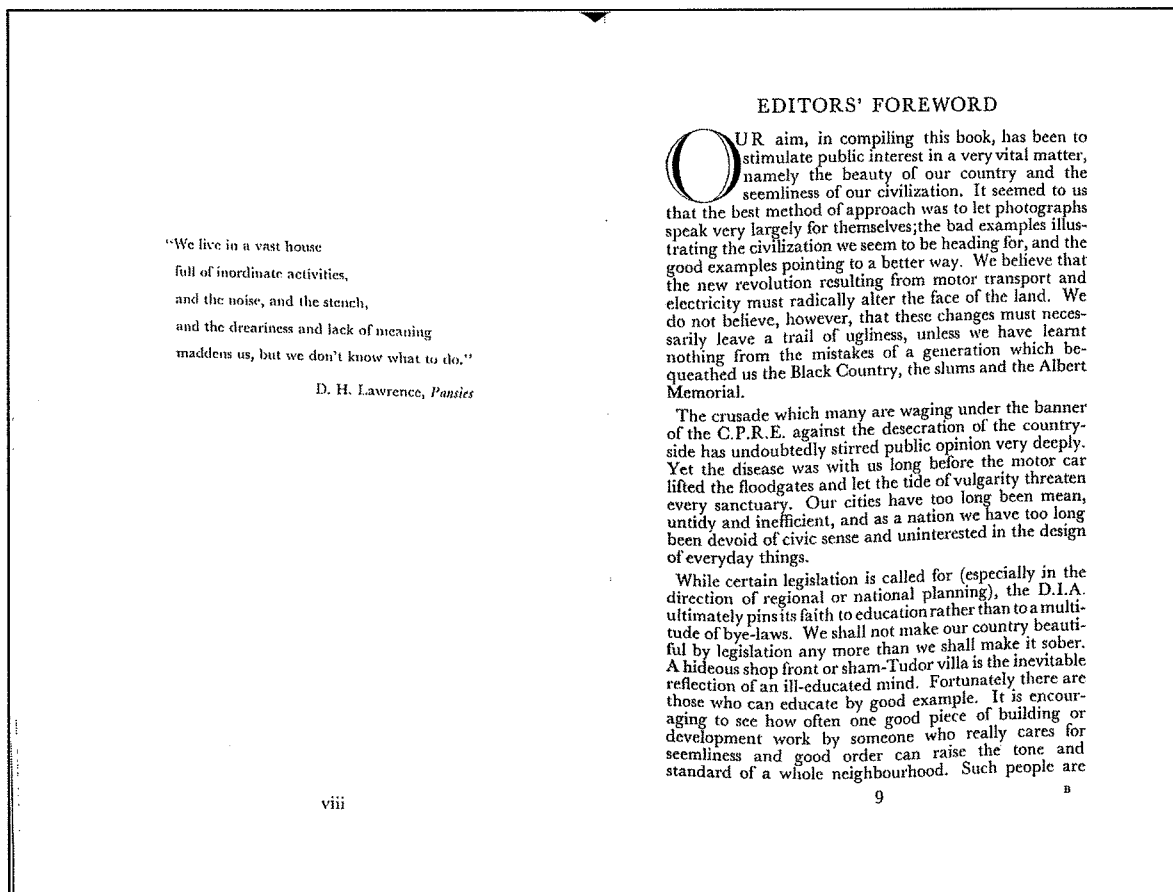 "We live in a vast house
full of inordinate activities,
and the noise, and the stench,
and the dreariness and lack of meaning
maddens us, but we don't know what to do."
D. H. Lawrence, Pansies
viii
EDITORS' FOREWORD
OUR aim, in compiling this book, has been to
stimulate public interest in a very vital matter,
namely the beauty of our country and the
seemliness of our civilization. It seemed to us
that the best method of approach was to let photographs
speak very largely for themselves;the bad examples illus-
trating the civilization we seem to be heading for, and the
good examples pointing to a better way. We believe that
the new revolution resulting from motor transport and
electricity must radically alter the face of the land. We
do not believe, however, that these changes must neces-
sarily leave a trail of ugliness, unless we have learnt
nothing from the mistakes of a generation which be-
queathed us the Black Country, the slums and the Albert
Memorial.
The crusade which many are waging under the banner
of the C.P.R.E. against the desecration of the country-
side has undoubtedly stirred public opinion very deeply.
Yet the disease was with us long before the motor car
lifted the floodgates and let the tide of vulgarity threaten
every sanctuary. Our cities have too long been mean,
untidy and inefficient, and as a nation we have too long
been devoid of civic sense and uninterested in the design
of everyday things.
While certain legislation is called for (especially in the
direction of regional or national planning), the D.I.A.
ultimately pins its faith to education rather than to a multi-
tude of bye-laws. We shall not make our country beauti-
ful by legislation any more than we shall make it sober.
A hideous shop front or sham-Tudor villa is the inevitable
reflection of an ill-educated mind. Fortunately there are
those who can educate by good example. It is encour-
aging to see how often one good piece of building or
development work by someone who really cares for
seemliness and good order can raise the tone and
standard of a whole neighbourhood. Such people are
9
B